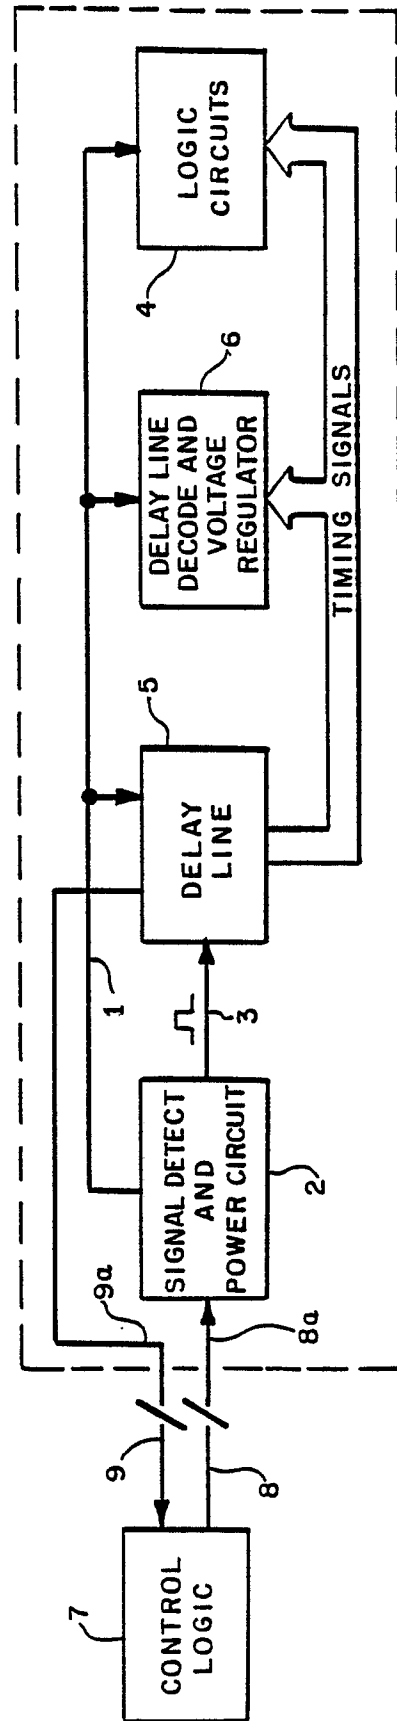 7
CONTROL
LOGIC
9
9a
8
8a
SIGNAL DETECT
AND
POWER CIRCUIT
2
1
3
5
DELAY
LINE
DELAY LINE
DECODE AND
VOLTAGE
REGULATOR
6
4
LOGIC
CIRCUITS
TIMING SIGNALS